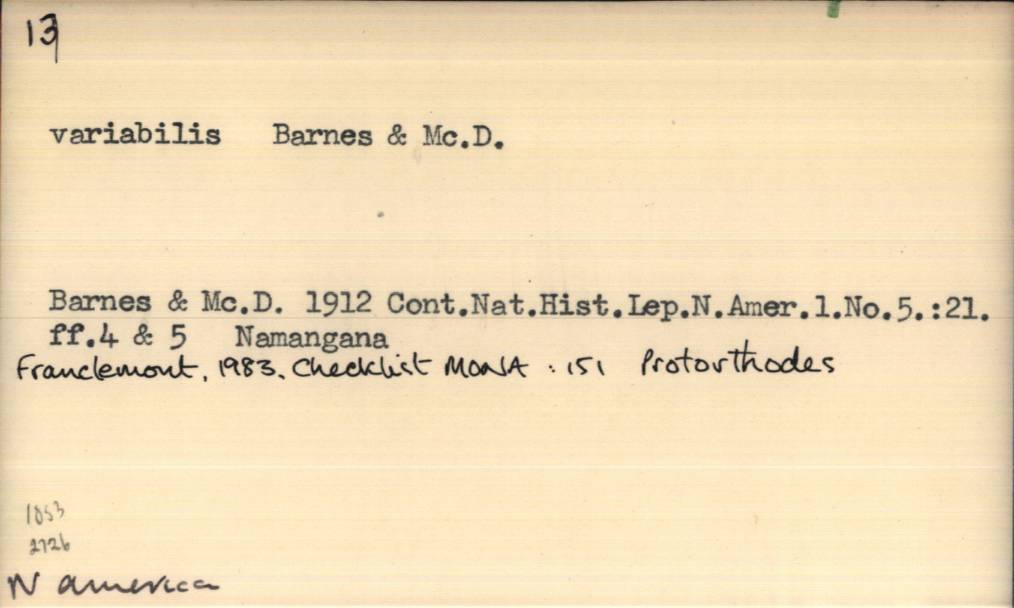 13
variabilis Barnes & Mc.D.
Barnes & Mc.D. 1912 Cont.Nat.Hist.Lep.N.Amer.1.No.5.:21.
ff.4 & 5 Namangana
Franclemont, 1983. Checklist MONA : 151 Protorthodes
1053
2726
N America